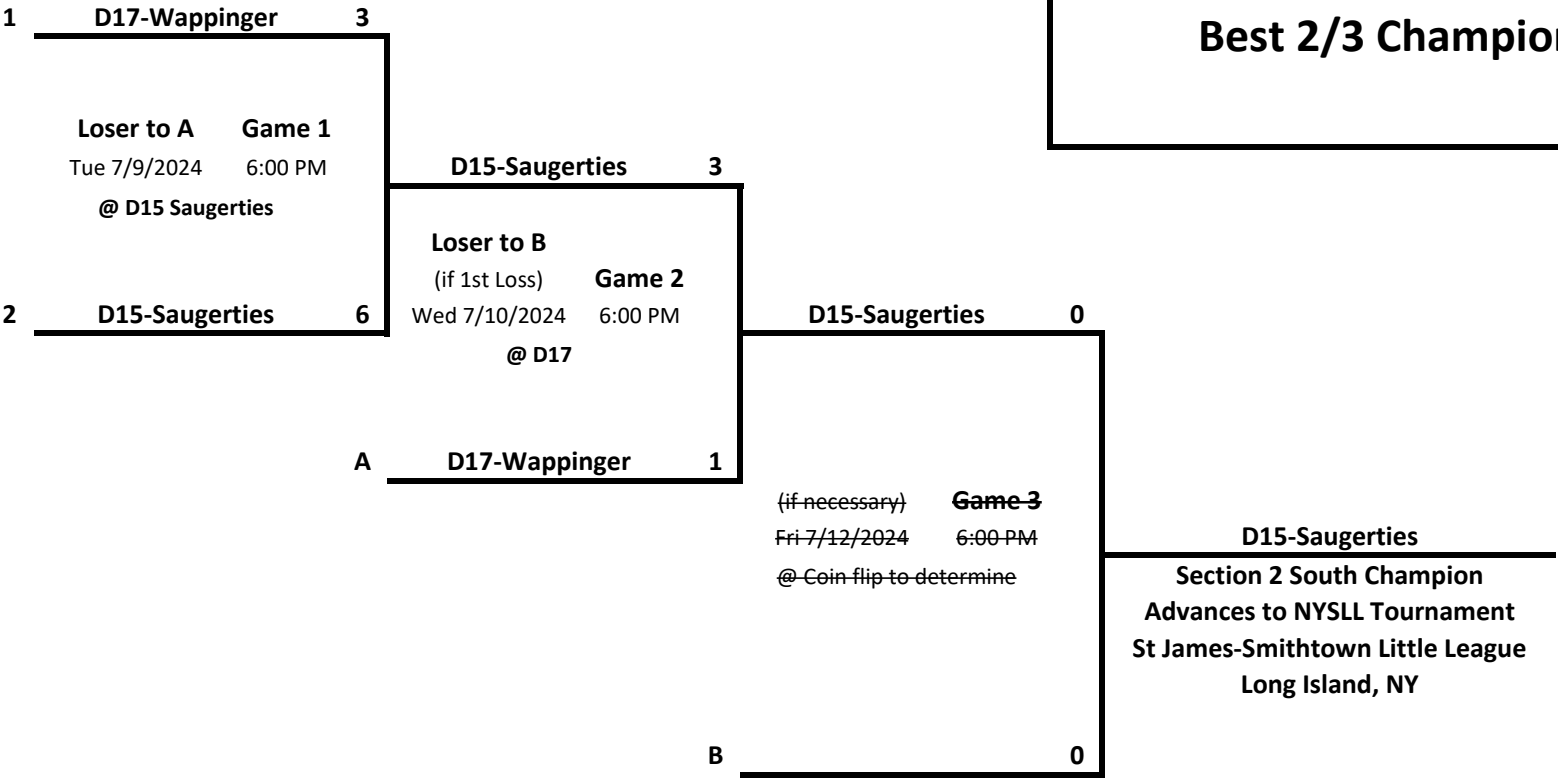 1 D17-Wappinger 3
Best 2/3 Champion
Loser to A Game 1
Tue 7/9/2024 6:00 PM
@ D15 Saugerties
2 D15-Saugerties 6
D15-Saugerties 3
Loser to B
(if 1st Loss) Game 2
Wed 7/10/2024 6:00 PM
@ D17
A D17-Wappinger 1
D15-Saugerties 0
(if necessary) Game 3
Fri 7/12/2024 6:00 PM
@ Coin flip to determine
B 0
D15-Saugerties
Section 2 South Champion
Advances to NYSLL Tournament
St James-Smithtown Little League
Long Island, NY